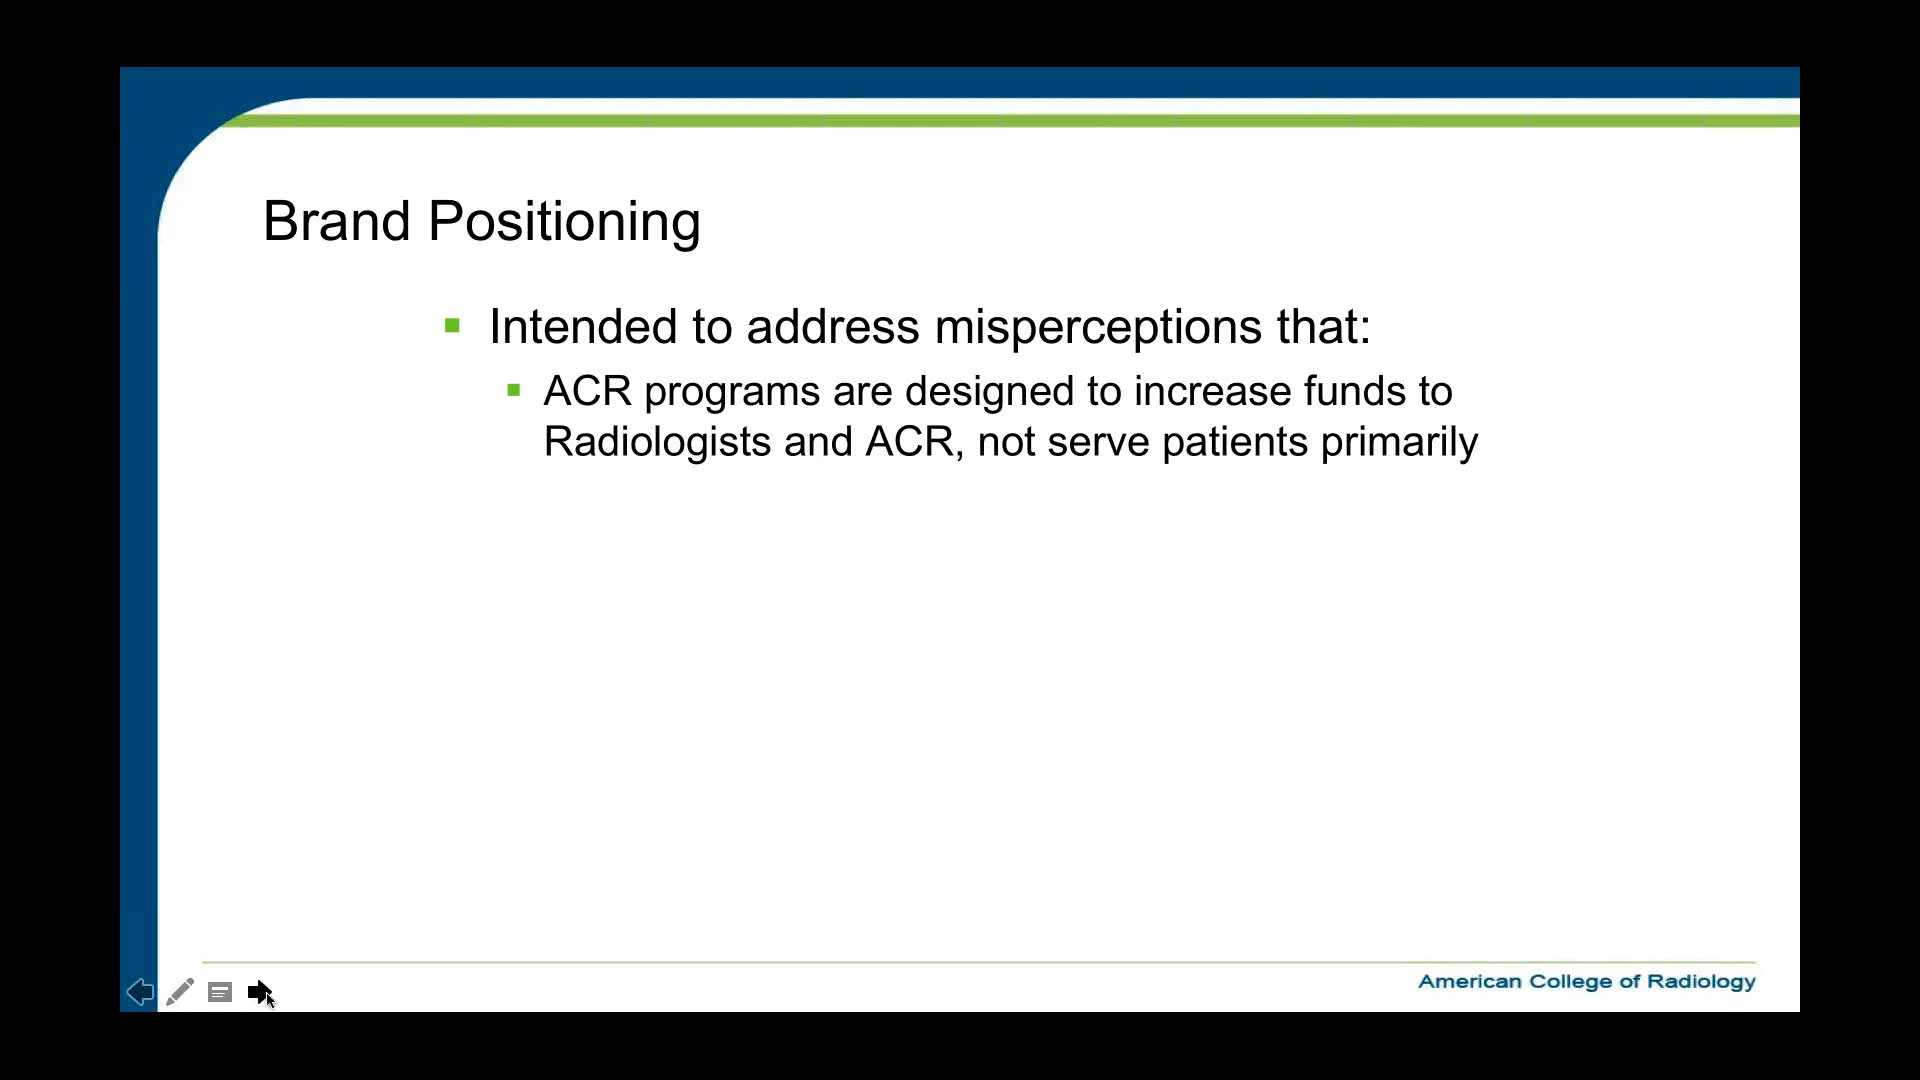 Brand Positioning
Intended to address misperceptions that:
ACR programs are designed to increase funds to
Radiologists and ACR, not serve patients primarily
American College of Radiology